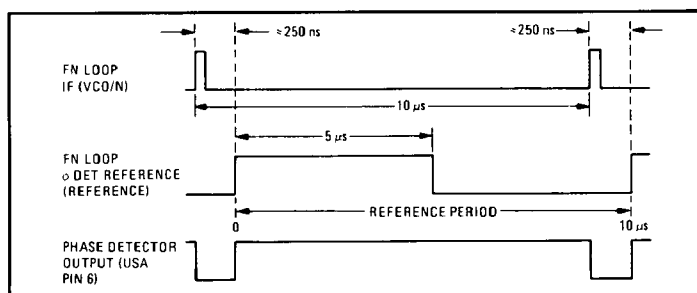 ≈250 ns
≈250 ns
FN LOOP
IF (VCO/N)
10 μs
5 μs
FN LOOP
φ DET REFERENCE
(REFERENCE)
REFERENCE PERIOD
0
10 μs
PHASE DETECTOR
OUTPUT (USA
PIN 6)